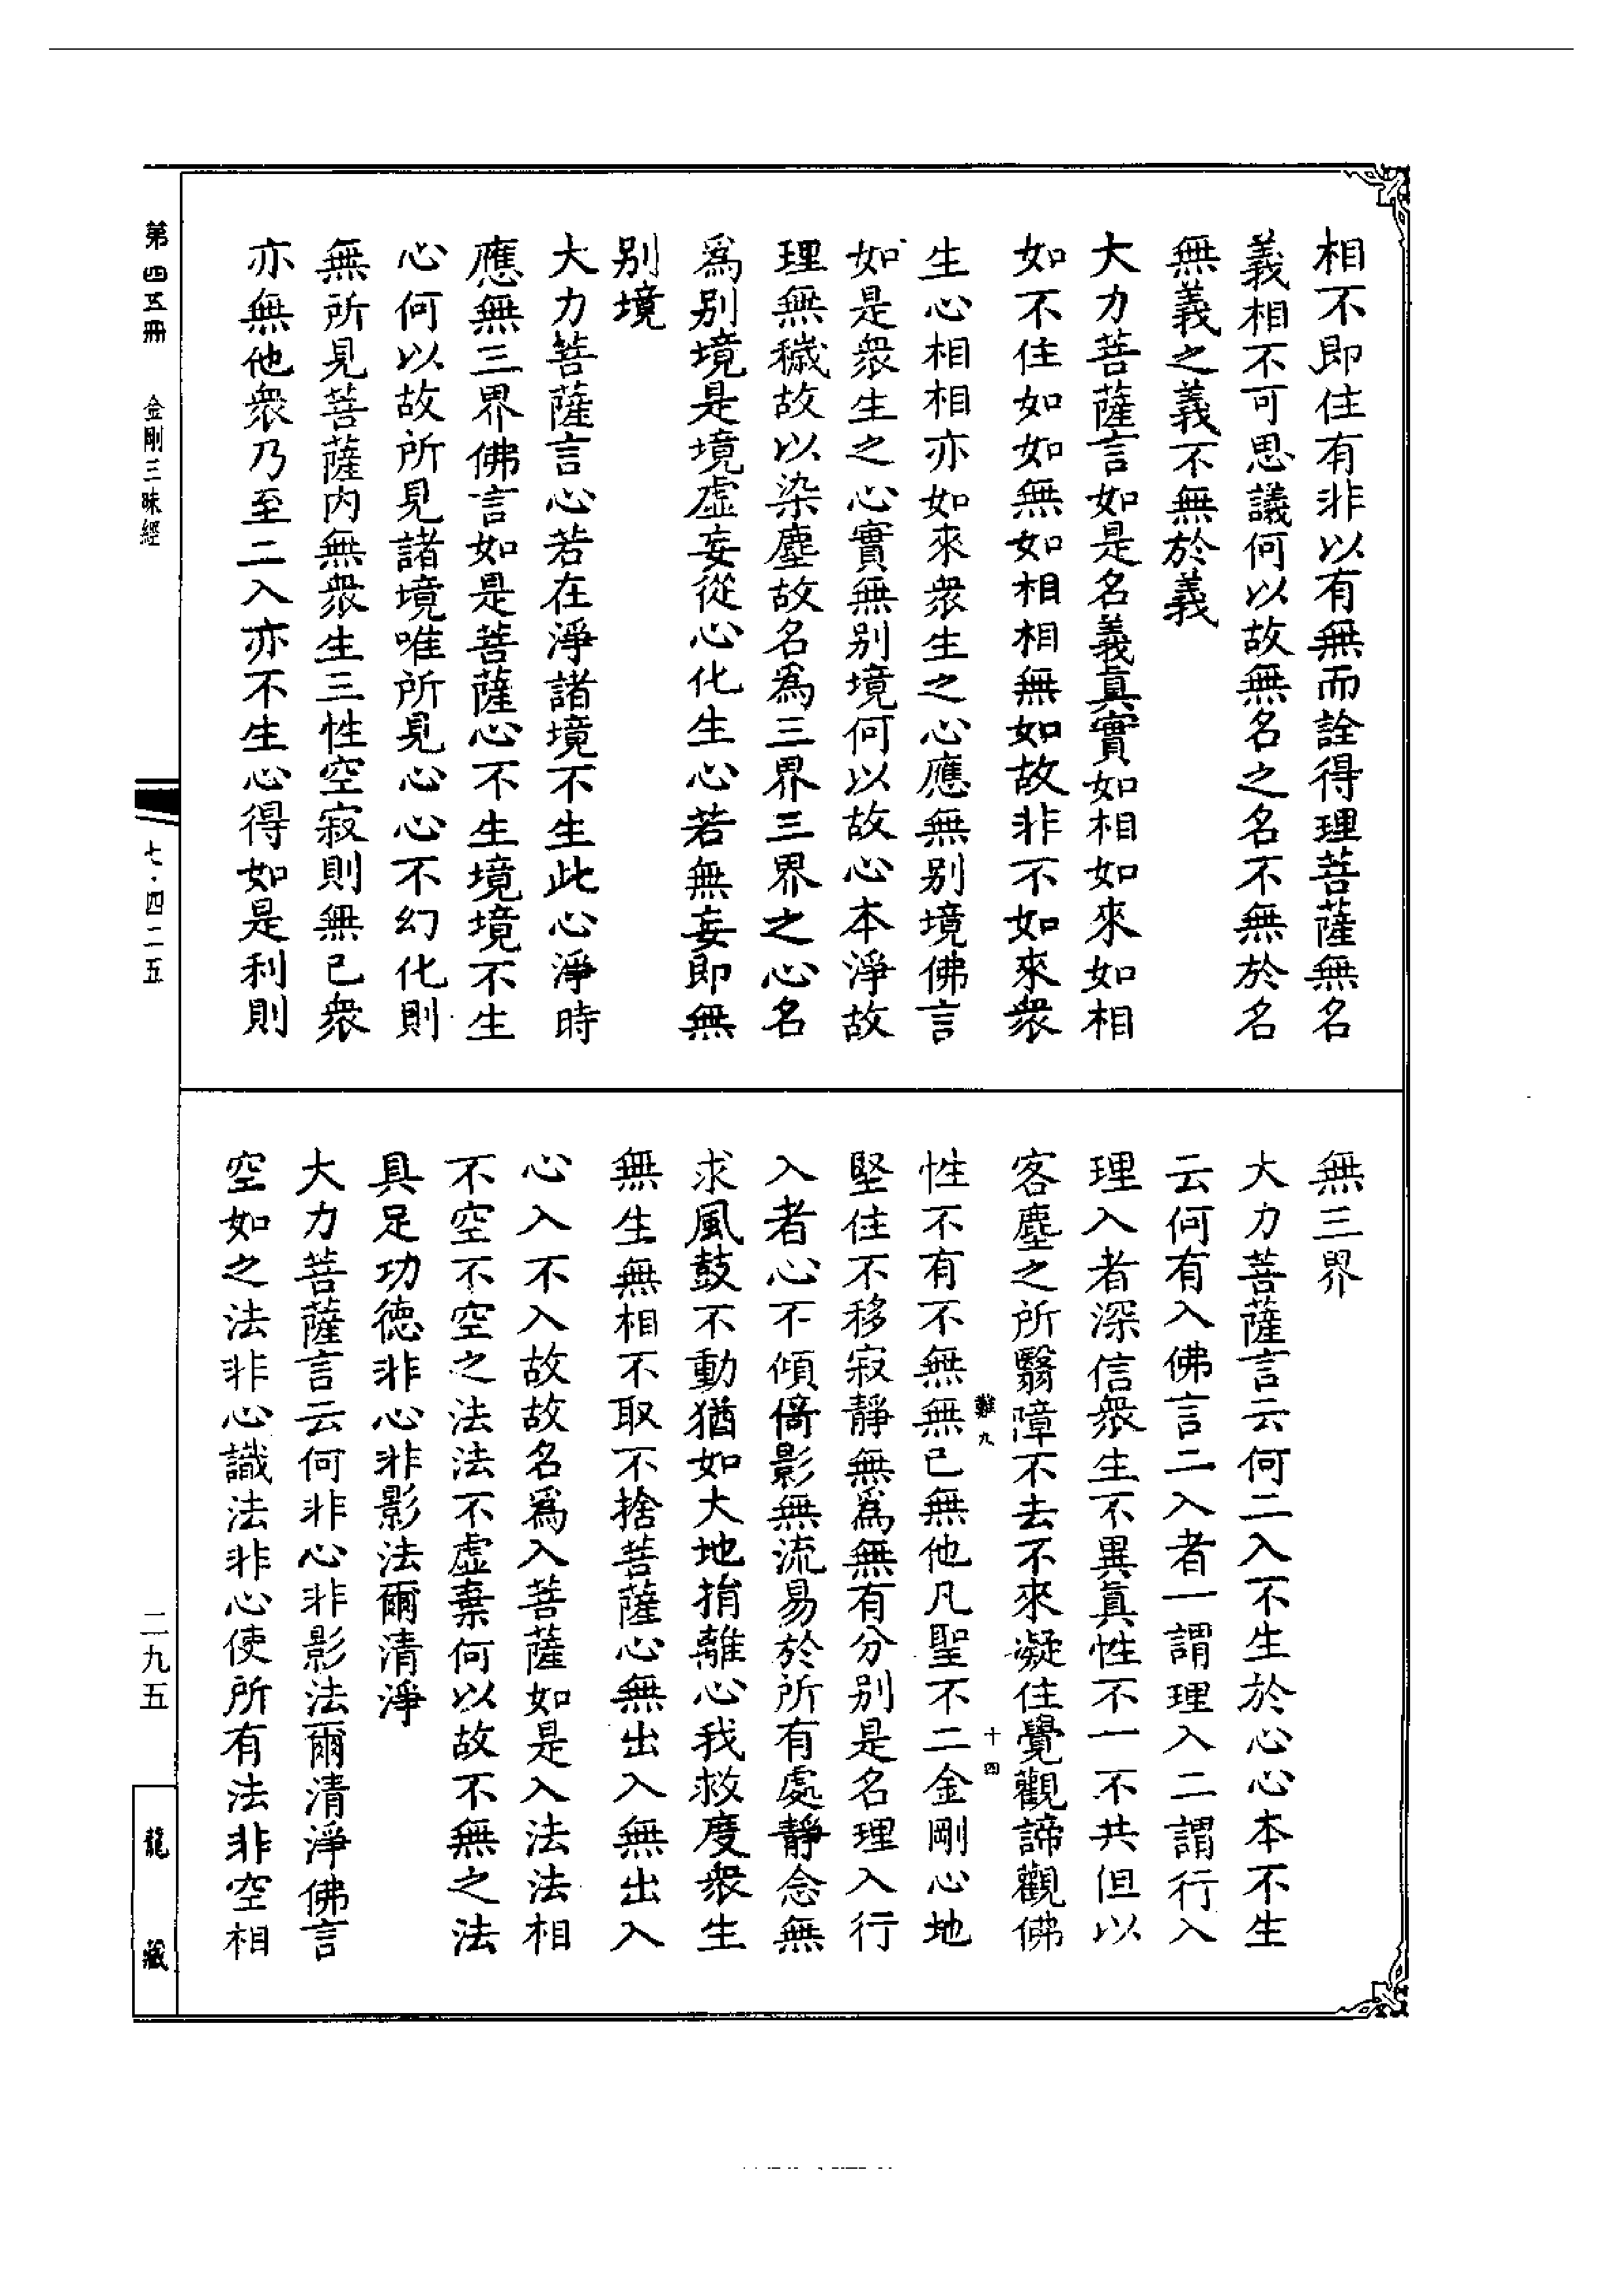 相不即住有非以有無而詮得理菩薩無名
義相不可思議何以故無名之名不無於名
無義之義不無於義
大力菩薩言如是名義真實如相如來如相
如不住如如無如相相無如故非不如來衆
生心相相亦如來衆生之心應無别境佛言
如是衆生之心實無别境何以故心本淨故
理無穢故以染塵故名爲三界三界之心名
爲别境是境虛妄從心化生心若無妄即無
别境
大力菩薩言心若在淨諸境不生此心淨時
應無三界佛言如是菩薩心不生境境不生
心何以故所見諸境唯所見心心不幻化則
無所見菩薩内無衆生三性空寂則無已衆
亦無他衆乃至二入亦不生心得如是利則
無三界
大力菩薩言云何二入不生於心心本不生
云何有入佛言二入者一謂理入二謂行入
理入者深信衆生不異真性不一不共但以
客塵之所翳障不去不來凝住覺觀諦觀佛
難九 十四
性不有不無無已無他凡聖不二金剛心地
堅住不移寂靜無爲無有分别是名理入行
入者心不傾倚影無流易於所有處靜念無
求風鼓不動猶如大地捐離心我救度衆生
無生無相不取不捨菩薩心無出入無出入
心入不入故故名爲入菩薩如是入法法相
不空不空之法法不虛棄何以故不無之法
具足功德非心非影法爾清淨
大力菩薩言云何非心非影法爾清淨佛言
空如之法非心識法非心使所有法非空相
第四五冊 金剛三昧經
七·四二五
二九五
龍藏